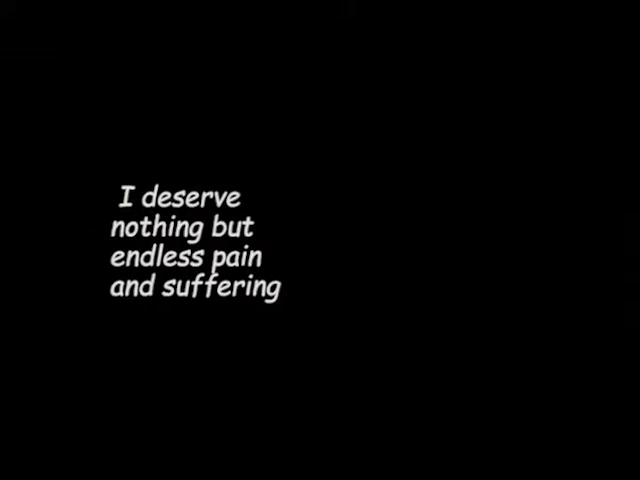 I deserve
nothing but
endless pain
and suffering